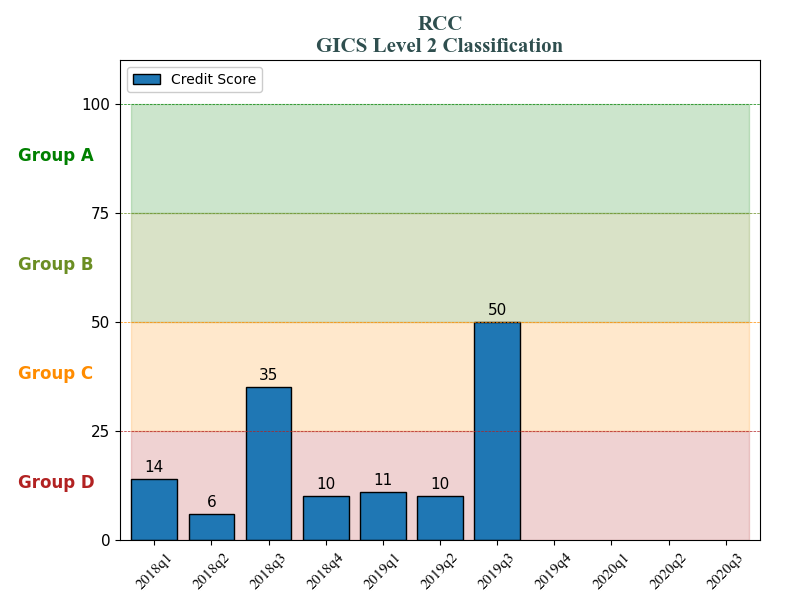 RCC
GICS Level 2 Classification
Credit Score
100
Group A
75
Group B
50
50
Group C
35
25
Group D
14
6
10
11
10
0
2018q1
2018q2
2018q3
2018q4
2019q1
2019q2
2019q3
2019q4
2020q1
2020q2
2020q3